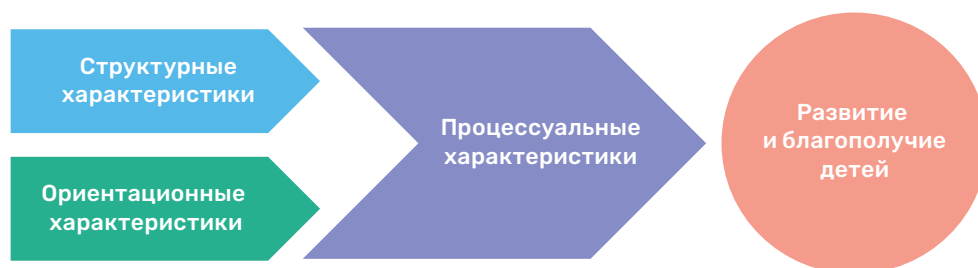 Структурные
характеристики
Ориентационные
характеристики
Процессуальные
характеристики
Развитие
и благополучие
детей